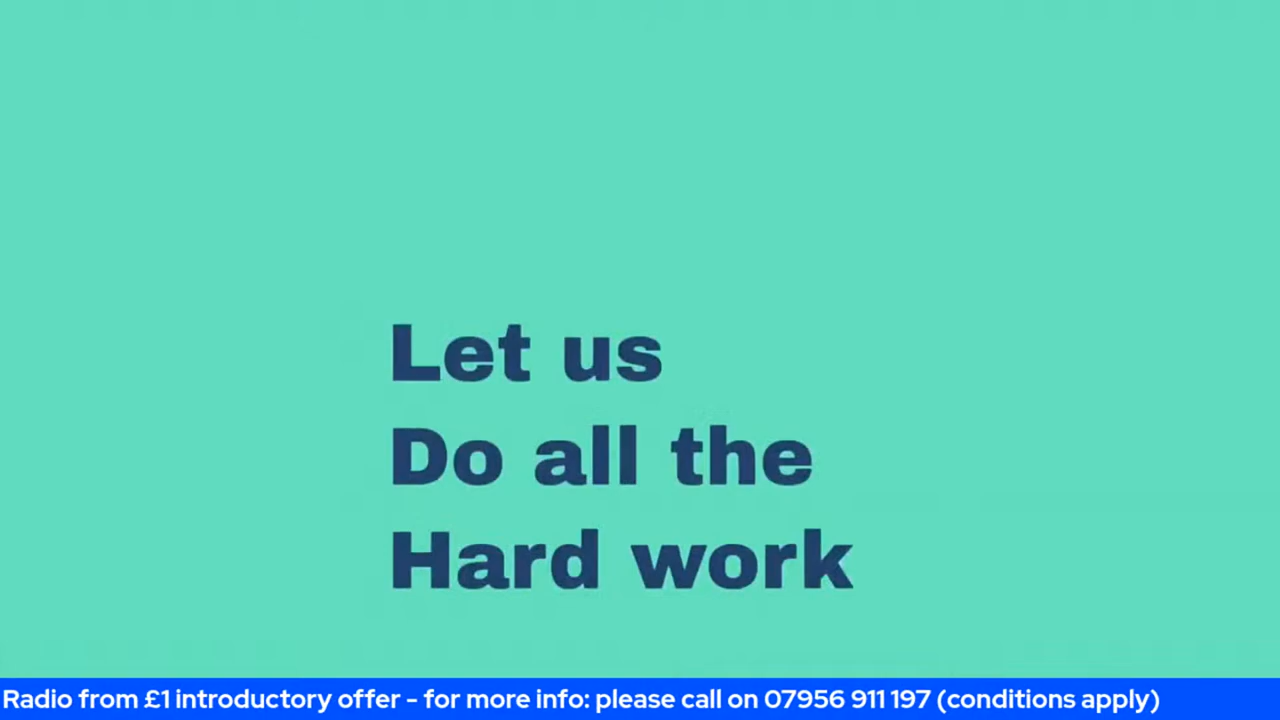 Let us
Do all the
Hard work
Radio from £1 introductory offer - for more info: please call on 07956 911 197 (conditions apply)